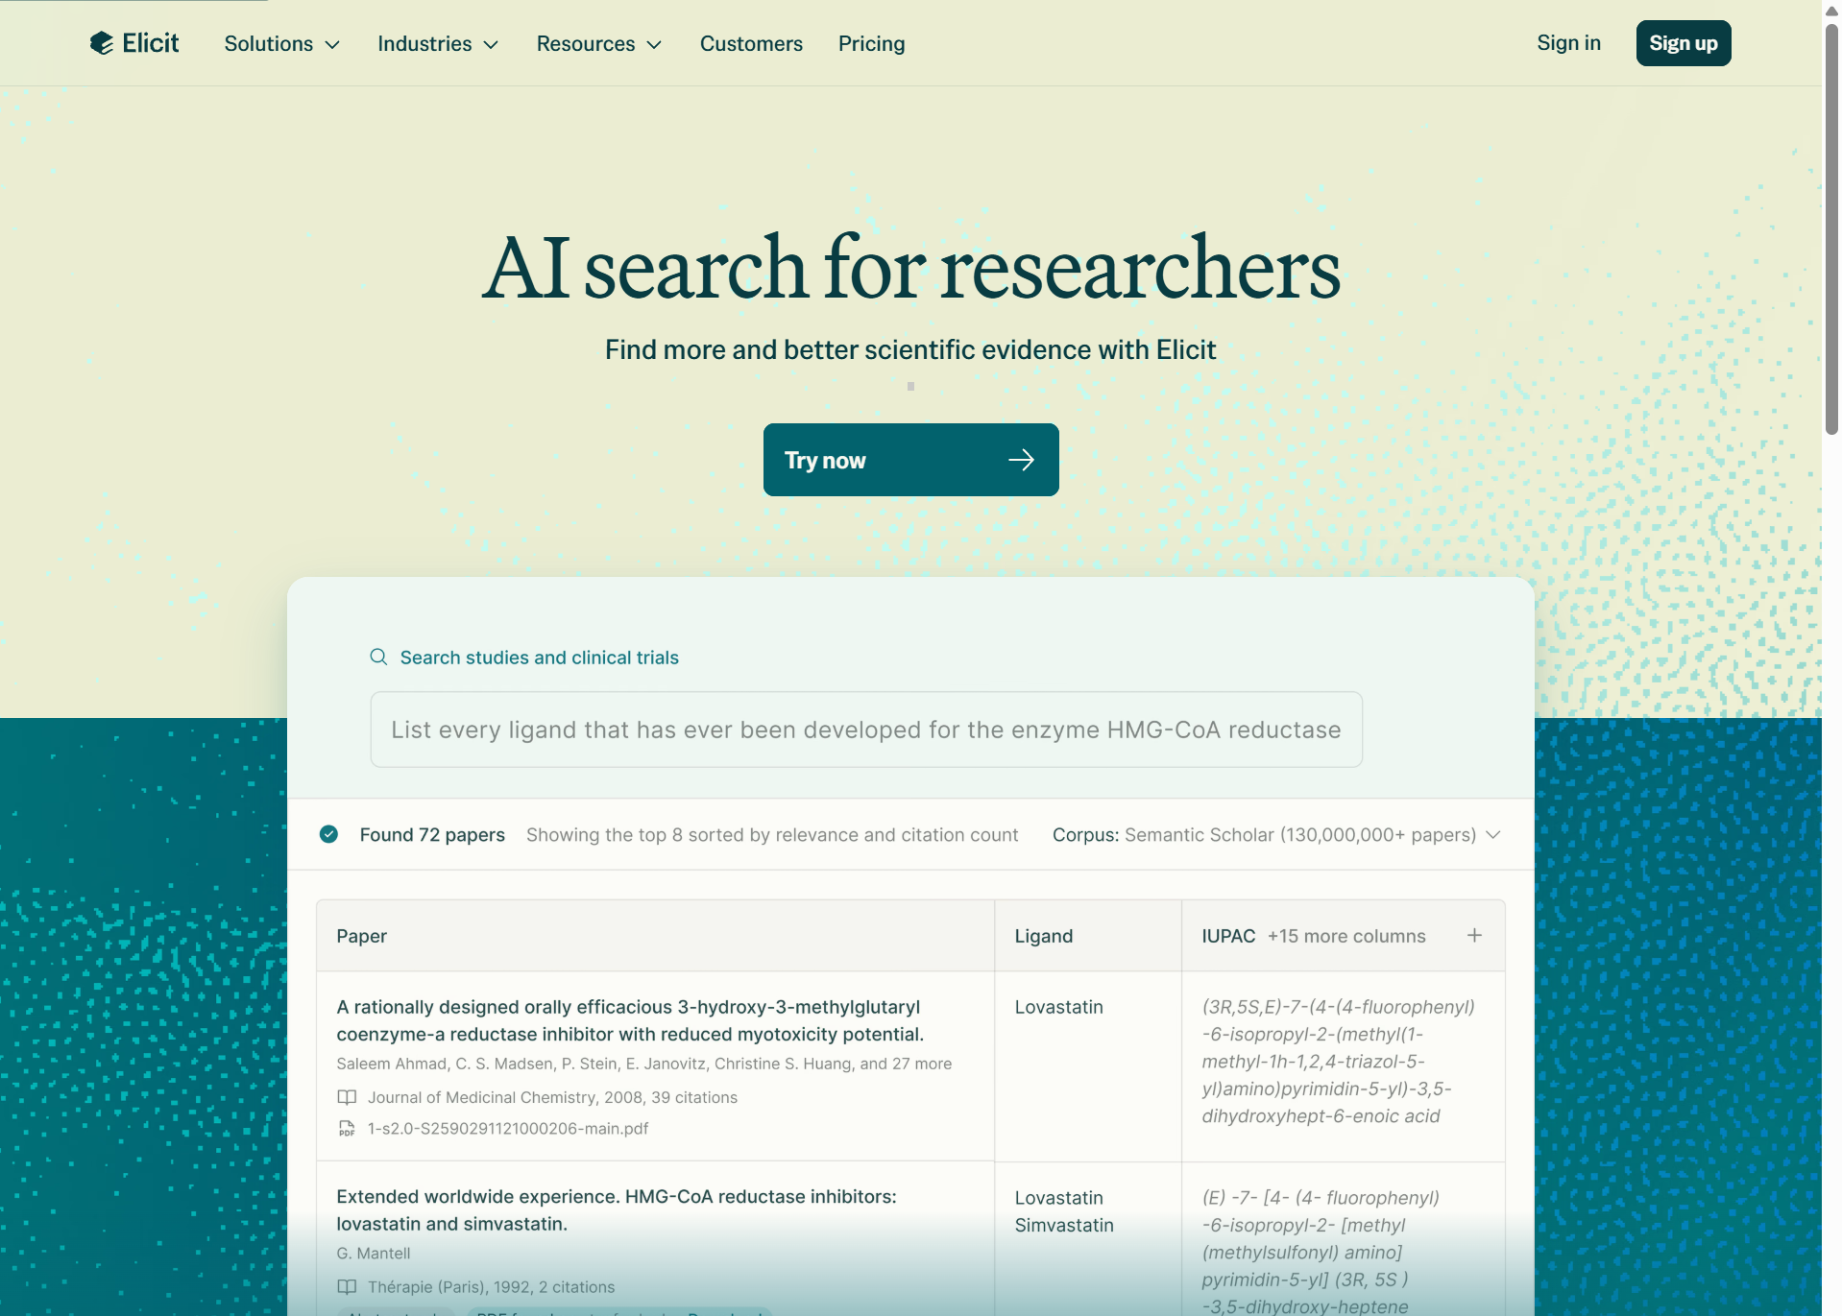 Elicit
Solutions
Industries
Resources
Customers
Pricing
Sign in
Sign up
AI search for researchers
Find more and better scientific evidence with Elicit
Try now
Search studies and clinical trials
List every ligand that has ever been developed for the enzyme HMG-CoA reductase
Found 72 papers Showing the top 8 sorted by relevance and citation count Corpus: Semantic Scholar (130,000,000+ papers)
Paper
Ligand
IUPAC +15 more columns
A rationally designed orally efficacious 3-hydroxy-3-methylglutaryl
coenzyme-a reductase inhibitor with reduced myotoxicity potential.
Saleem Ahmad, C. S. Madsen, P. Stein, E. Janovitz, Christine S. Huang, and 27 more
Journal of Medicinal Chemistry, 2008, 39 citations
PDF
1-s2.0-S2590291121000206-main.pdf
Lovastatin
(3R,5S,E)-7-(4-(4-fluorophenyl)
-6-isopropyl-2-(methyl(1-
methyl-1h-1,2,4-triazol-5-
yl)amino)pyrimidin-5-yl)-3,5-
dihydroxyhept-6-enoic acid
Extended worldwide experience. HMG-CoA reductase inhibitors:
lovastatin and simvastatin.
G. Mantell
Thérapie (Paris), 1992, 2 citations
Lovastatin
Simvastatin
(E) -7- [4- (4- fluorophenyl)
-6-isopropyl-2- [methyl
(methylsulfonyl) amino]
pyrimidin-5-yl] (3R, 5S )
-3,5-dihydroxy-heptene